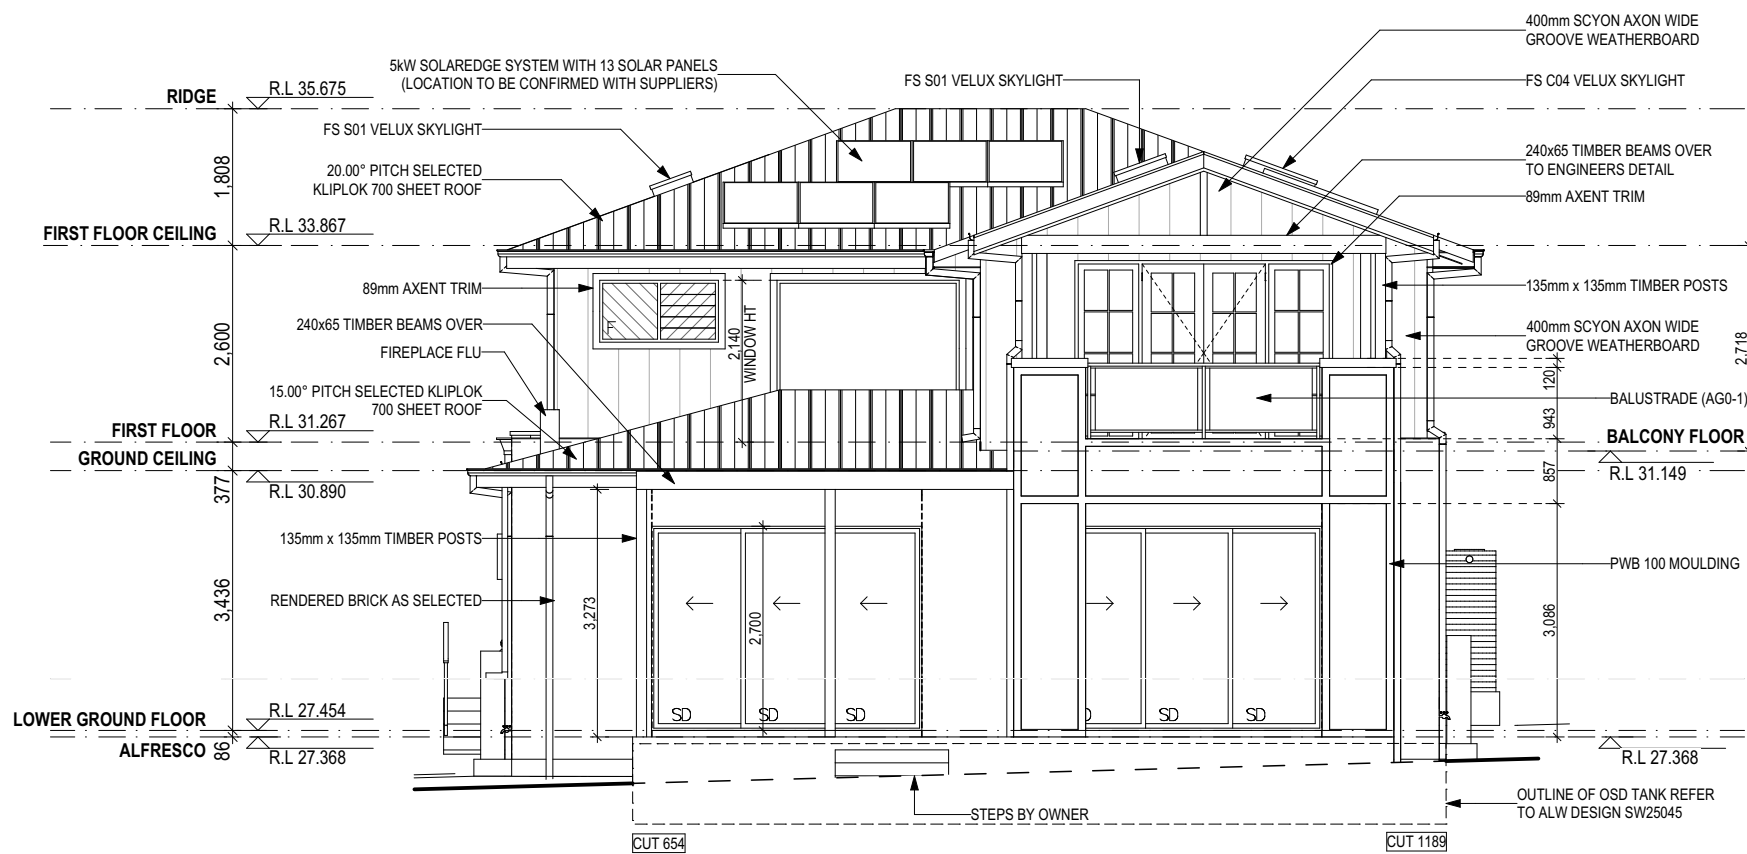 400mm SCYON AXON WIDE
GROOVE WEATHERBOARD
5kW SOLAREDGE SYSTEM WITH 13 SOLAR PANELS
(LOCATION TO BE CONFIRMED WITH SUPPLIERS)
FS S01 VELUX SKYLIGHT
FS C04 VELUX SKYLIGHT
RIDGE
R.L 35.675
FS S01 VELUX SKYLIGHT
240x65 TIMBER BEAMS OVER
TO ENGINEERS DETAIL
1,808
20.00° PITCH SELECTED
KLIPLOK 700 SHEET ROOF
89mm AXENT TRIM
FIRST FLOOR CEILING
R.L 33.867
89mm AXENT TRIM
135mm x 135mm TIMBER POSTS
240x65 TIMBER BEAMS OVER
F
2,140
WINDOW HT
2,600
FIREPLACE FLU
400mm SCYON AXON WIDE
GROOVE WEATHERBOARD
2,718
120
15.00° PITCH SELECTED KLIPLOK
700 SHEET ROOF
BALUSTRADE (AG0-1)
943
FIRST FLOOR
R.L 31.267
BALCONY FLOOR
GROUND CEILING
R.L 31.149
377
R.L 30.890
857
135mm x 135mm TIMBER POSTS
PWB 100 MOULDING
3,436
RENDERED BRICK AS SELECTED
3,273
2,700
3,086
SD
SD
SD
D
SD
SD
LOWER GROUND FLOOR
R.L 27.454
ALFRESCO
86
R.L 27.368
R.L 27.368
OUTLINE OF OSD TANK REFER
TO ALW DESIGN SW25045
STEPS BY OWNER
CUT 654
CUT 1189